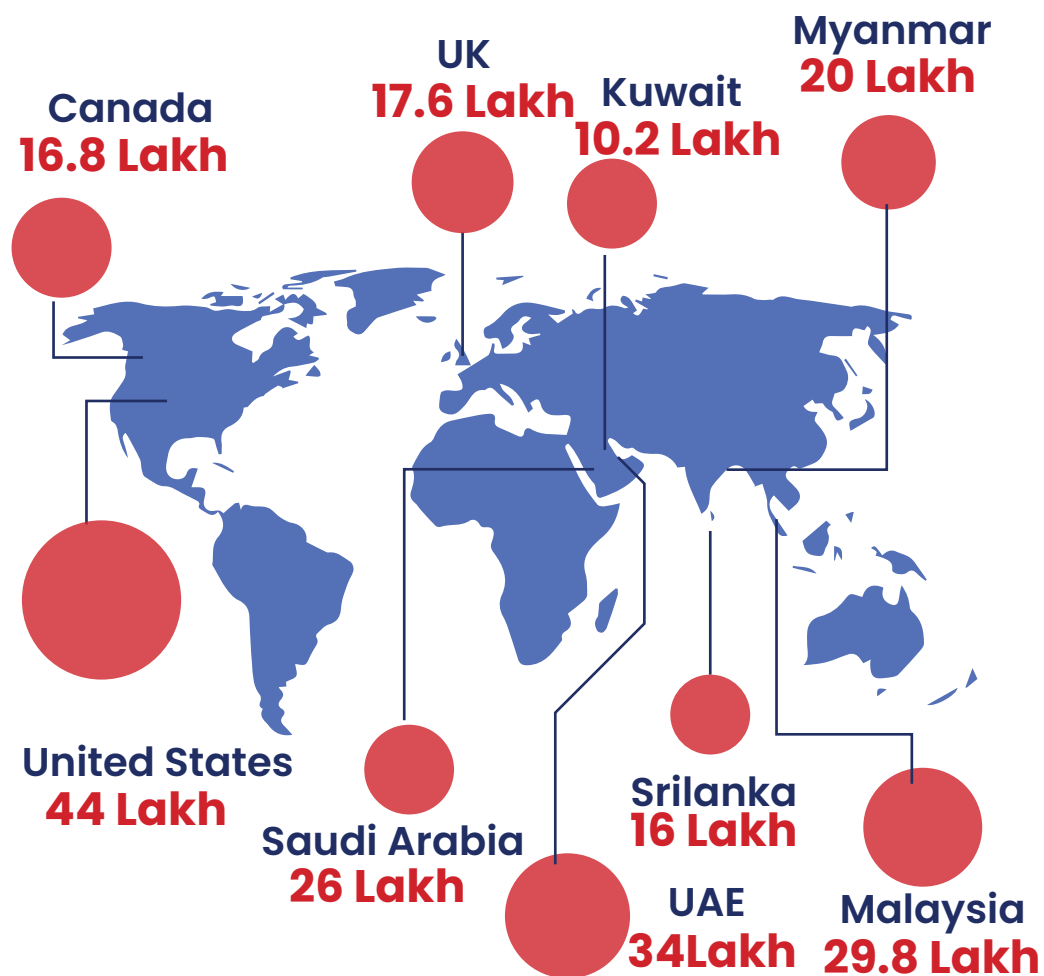 Myanmar
20 Lakh
UK
17.6 Lakh
Kuwait
10.2 Lakh
Canada
16.8 Lakh
United States
44 Lakh
Saudi Arabia
26 Lakh
Srilanka
16 Lakh
UAE
34Lakh
Malaysia
29.8 Lakh